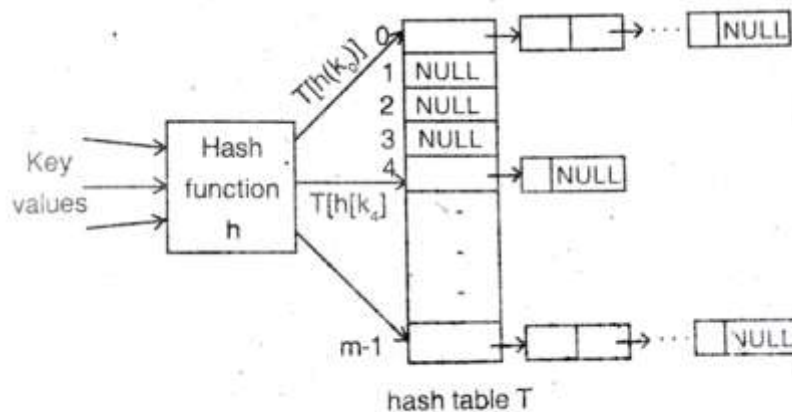 0
NULL
1
NULL
T[h(k₀)]
2
NULL
3
NULL
Hash
function
h
Key
values
4
NULL
T[h[k₄]
m-1
NULL
hash table T